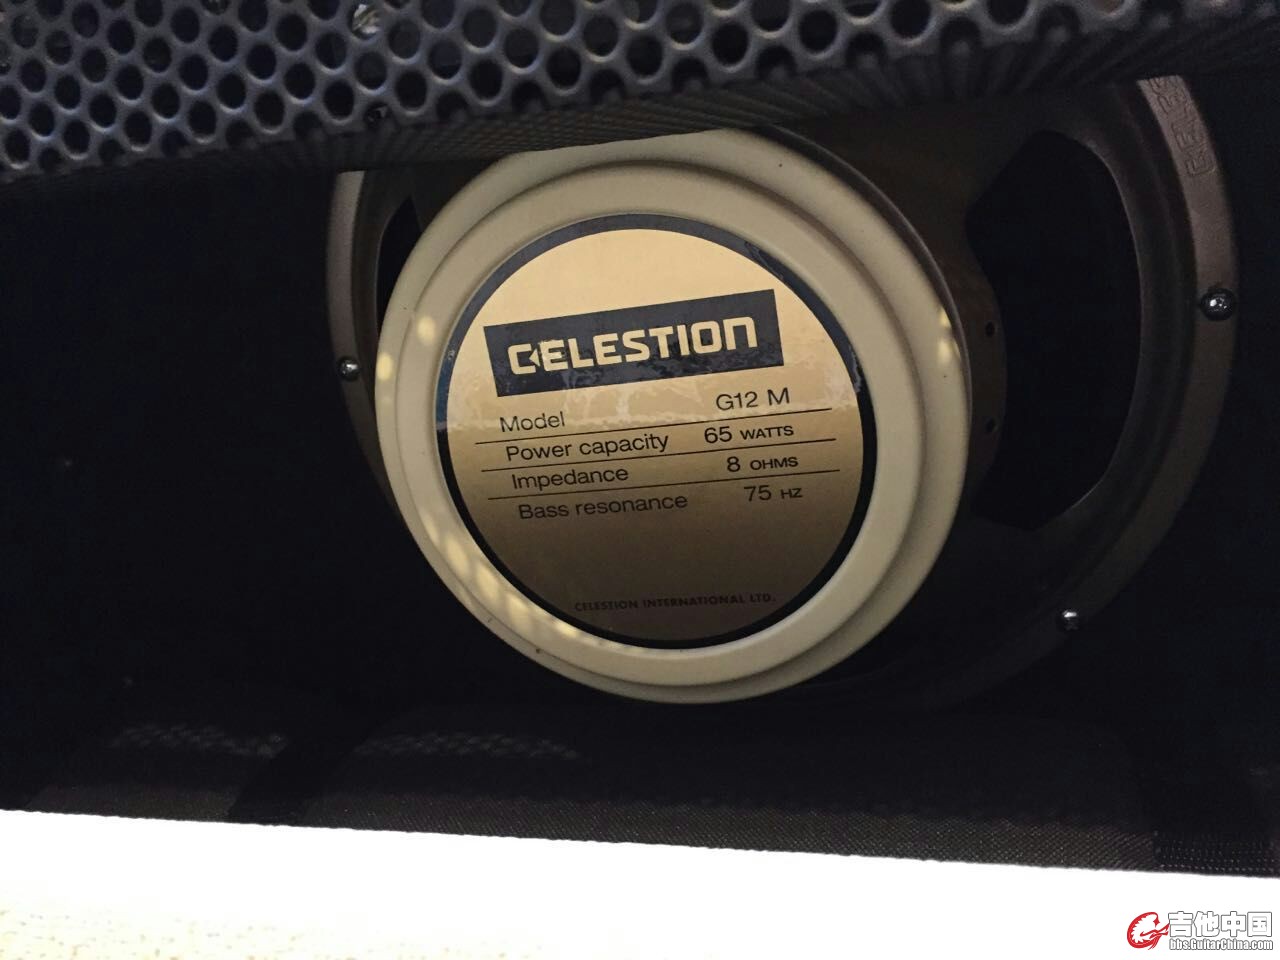 CELESTION
Model G12 M
Power capacity 65 WATTS
Impedance 8 OHMS
Bass resonance 75 HZ
CELESTION INTERNATIONAL LTD.
吉他中国
bbs.GuitarChina.com